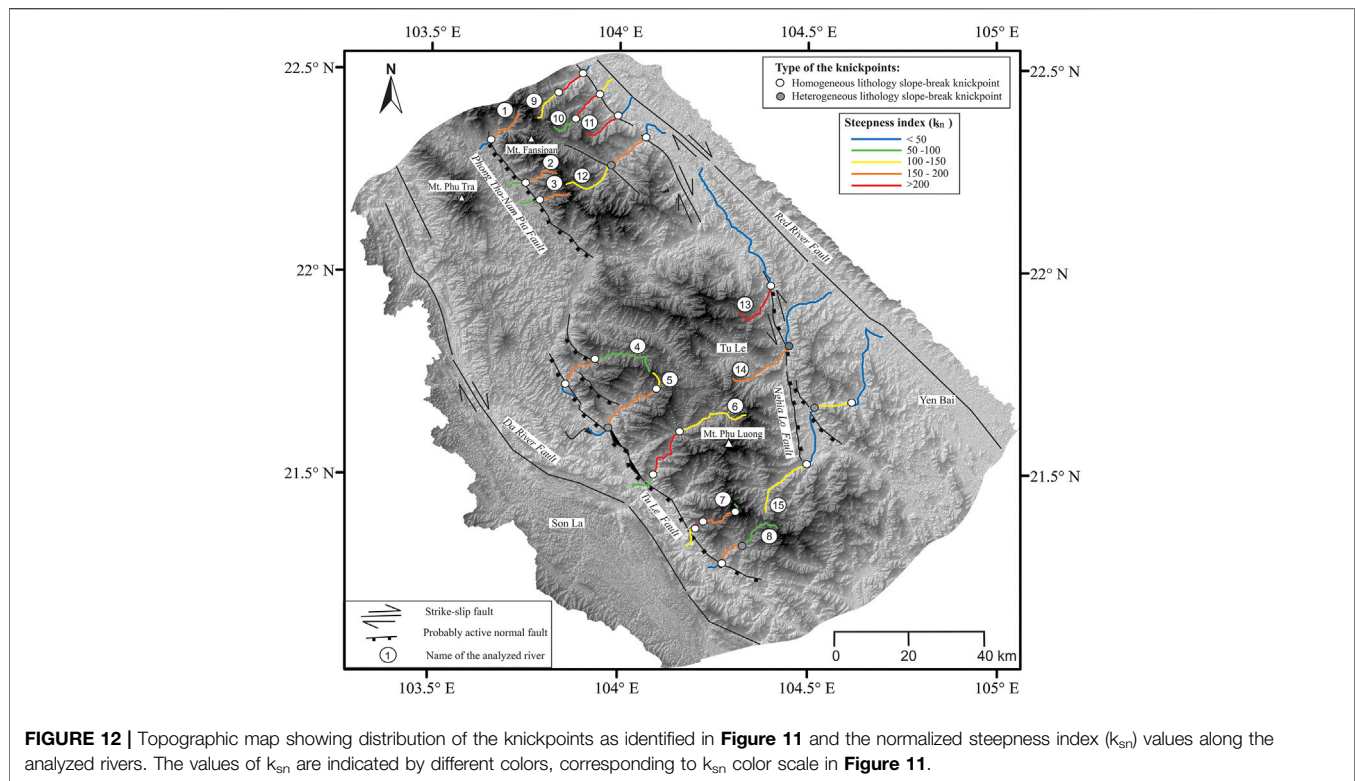 103.5° E 104° E 104.5° E 105° E
22.5° N
22.5° N
N
Type of the knickpoints:
Homogeneous lithology slope-break knickpoint
Heterogeneous lithology slope-break knickpoint
Steepness index (ksn )
< 50
50 -100
100 -150
150 - 200
>200
1
9
10
11
Mt. Fansipan
2
3
12
Mt. Phu Tra
Phong Tho-Nam Pia Fault
Red River Fault
22° N
22° N
13
4
Tu Le
14
5
6
Nghia Lo Fault
Yen Bai
Mt. Phu Luong
Da River Fault
21.5° N
21.5° N
7
15
Tu Le Fault
Son La
8
Strike-slip fault
Probably active normal fault
1 Name of the analyzed river
0 20 40 km
103.5° E 104° E 104.5° E 105° E
FIGURE 12 | Topographic map showing distribution of the knickpoints as identified in Figure 11 and the normalized steepness index (ksn) values along the
analyzed rivers. The values of ksn are indicated by different colors, corresponding to ksn color scale in Figure 11.